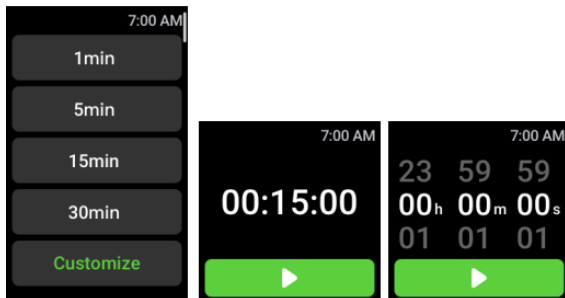 7:00 AM
1min
5min
15min
30min
Customize
7:00 AM
00:15:00
7:00 AM
23 59 59
00h 00m 00s
01 01 01